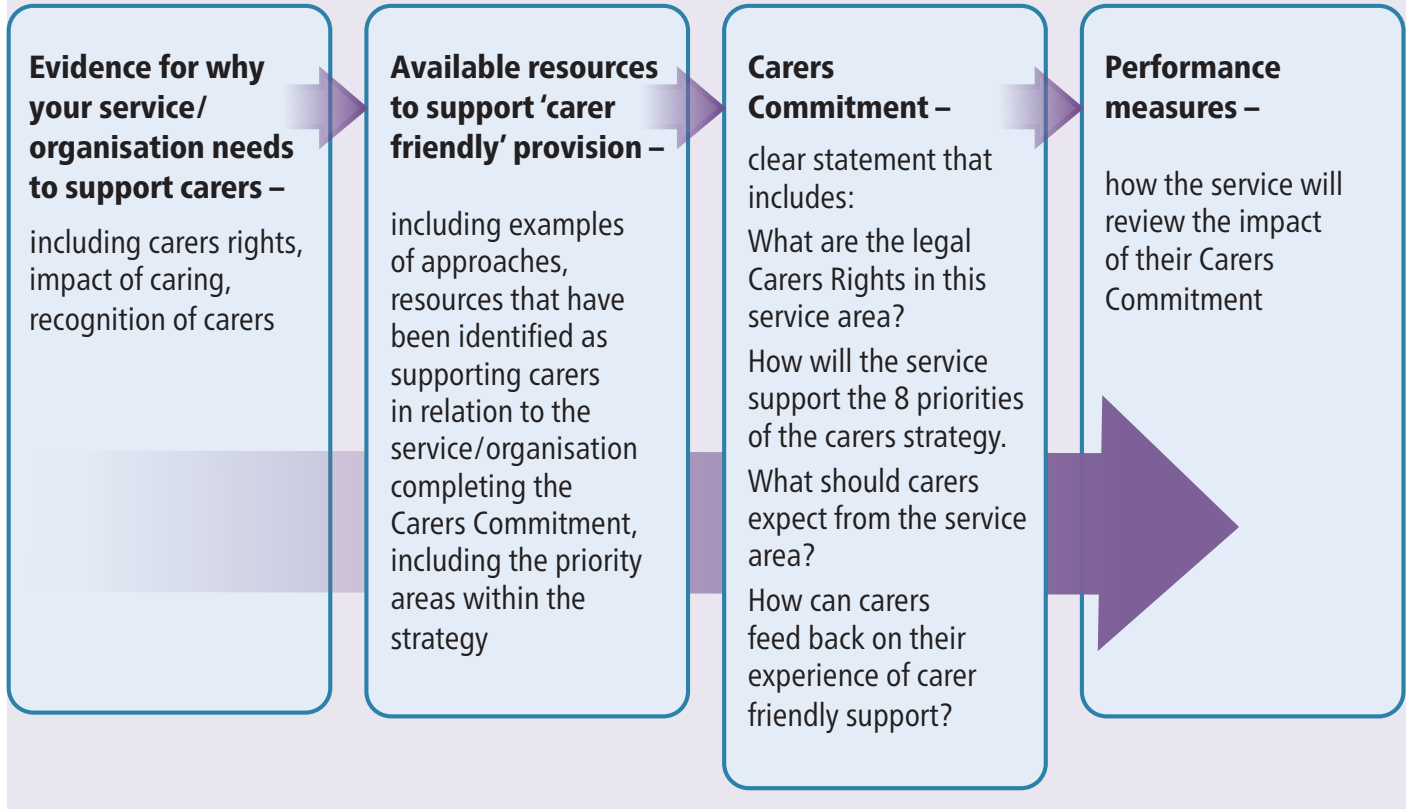 Evidence for why
your service/
organisation needs
to support carers –
including carers rights,
impact of caring,
recognition of carers
Available resources
to support ‘carer
friendly’ provision –
including examples
of approaches,
resources that have
been identified as
supporting carers
in relation to the
service/organisation
completing the
Carers Commitment,
including the priority
areas within the
strategy
Carers
Commitment –
clear statement that
includes:
What are the legal
Carers Rights in this
service area?
How will the service
support the 8 priorities
of the carers strategy.
What should carers
expect from the service
area?
How can carers
feed back on their
experience of carer
friendly support?
Performance
measures –
how the service will
review the impact
of their Carers
Commitment